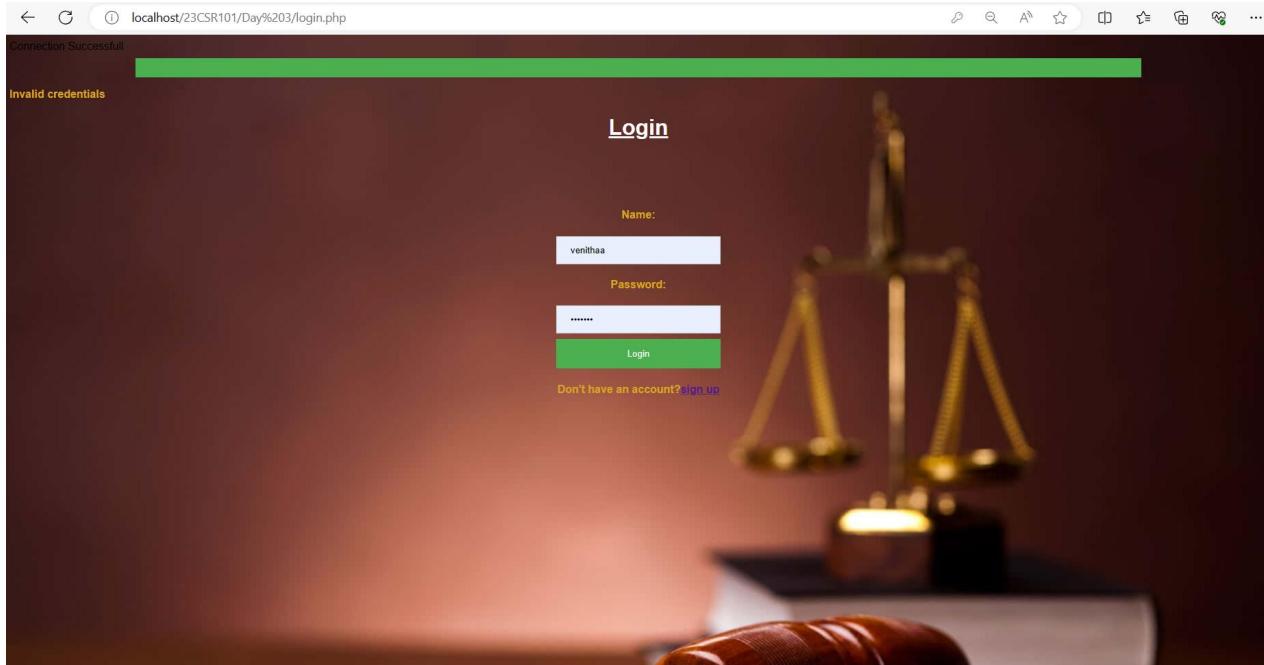 localhost/23CSR101/Day%203/login.php
Connection Successfull
Invalid credentials
Login
Name:
venithaa
Password:
•••••••
Login
Don't have an account?sign up